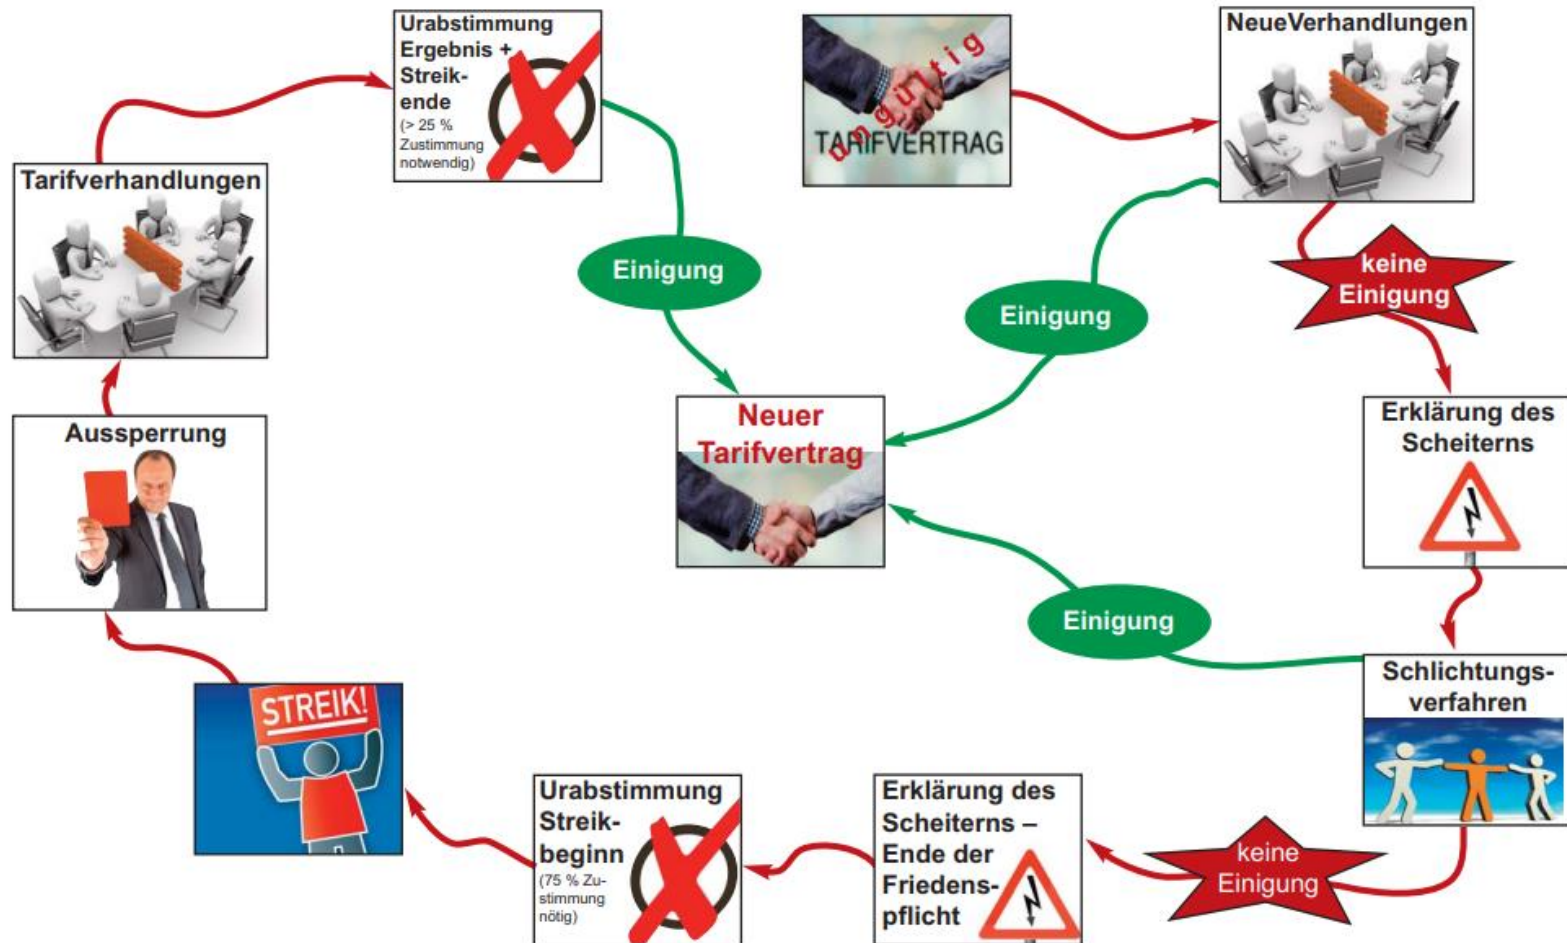 Urabstimmung
Ergebnis +
Streik-
ende
(> 25 %
Zustimmung
notwendig)
ungültig
TARIFVERTRAG
NeueVerhandlungen
Tarifverhandlungen
Einigung
Einigung
keine
Einigung
Neuer
Tarifvertrag
Erklärung des
Scheiterns
Aussperrung
Einigung
Schlichtungs-
verfahren
STREIK!
Urabstimmung
Streik-
beginn
(75 % Zu-
stimmung
nötig)
Erklärung des
Scheiterns –
Ende der
Friedens-
pflicht
keine
Einigung